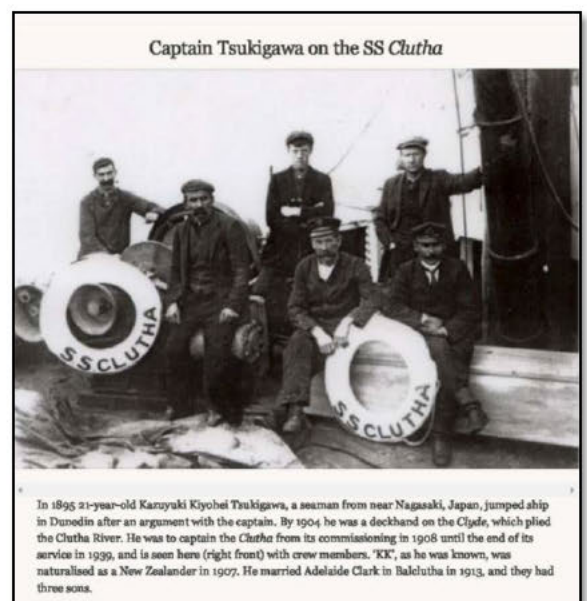 Captain Tsukigawa on the SS Clutha
SSCLUTHA
SSCLUTHA
In 1895 21-year-old Kazuyuki Kiyohei Tsukigawa, a seaman from near Nagasaki, Japan, jumped ship
in Dunedin after an argument with the captain. By 1904 he was a deckhand on the Clyde, which plied
the Clutha River. He was to captain the Clutha from its commissioning in 1908 until the end of its
service in 1939, and is seen here (right front) with crew members. ‘KK’, as he was known, was
naturalised as a New Zealander in 1907. He married Adelaide Clark in Balclutha in 1913, and they had
three sons.